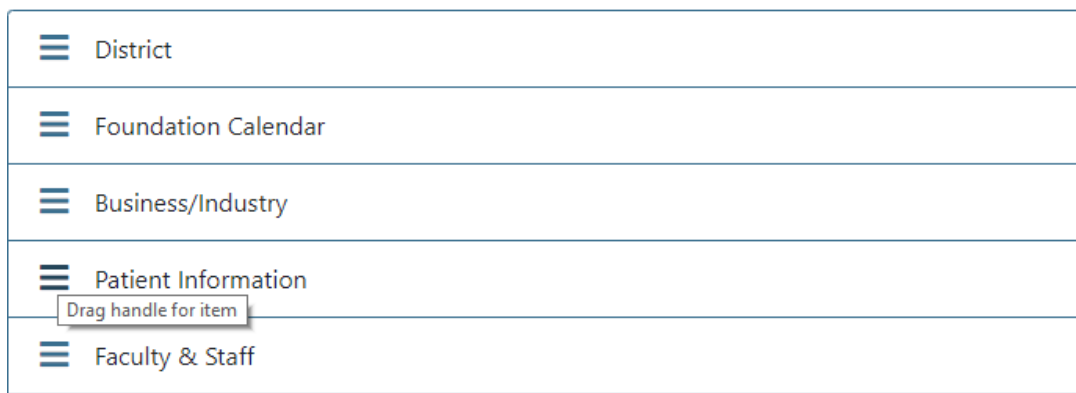 District
Foundation Calendar
Business/Industry
Patient Information
Drag handle for item
Faculty & Staff